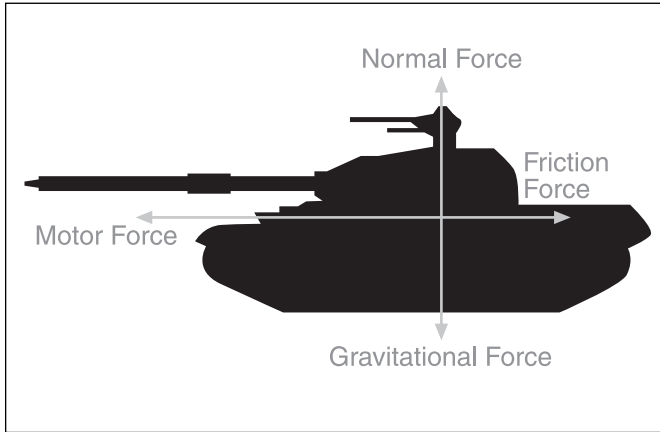 Normal Force
Friction
Force
Motor Force
Gravitational Force